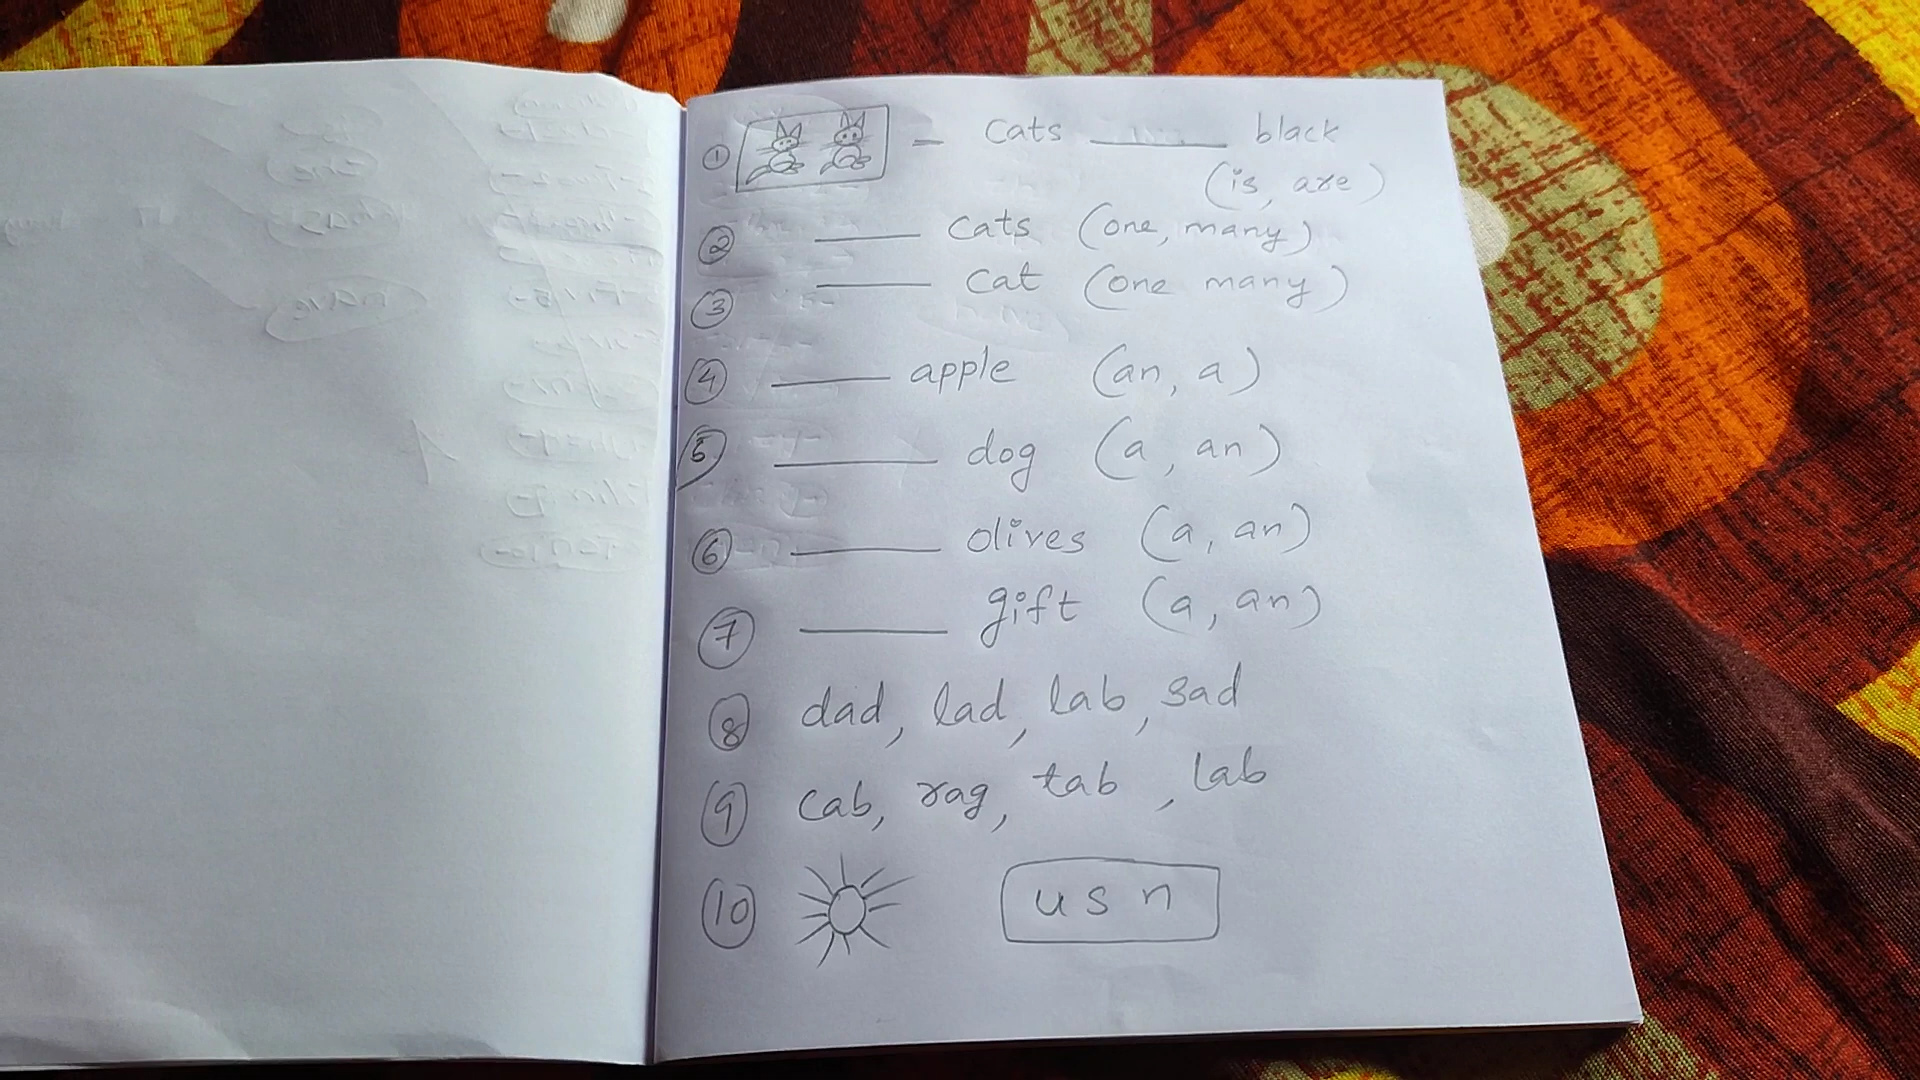 ① = cats ______ black
(is, are)
② ______ cats (one, many)
③ ______ cat (one many)
④ ______ apple (an, a)
⑤ ______ dog (a, an)
⑥ ______ olives (a, an)
⑦ ______ gift (a, an)
⑧ dad, lad, lab, sad
⑨ cab, rag, tab, lab
⑩ u s n